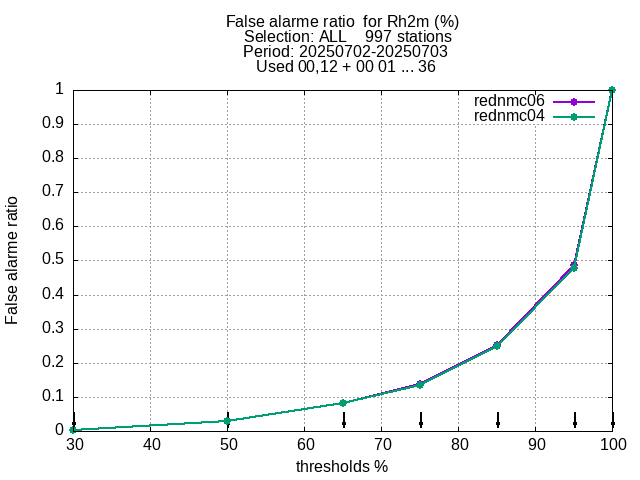 False alarme ratio  for Rh2m (%)
Selection: ALL    997 stations
Period: 20250702-20250703
Used 00,12 + 00 01 ... 36
rednmc06
rednmc04
1
0.9
0.8
0.7
0.6
0.5
0.4
0.3
0.2
0.1
0
False alarme ratio
30 40 50 60 70 80 90 100
thresholds %